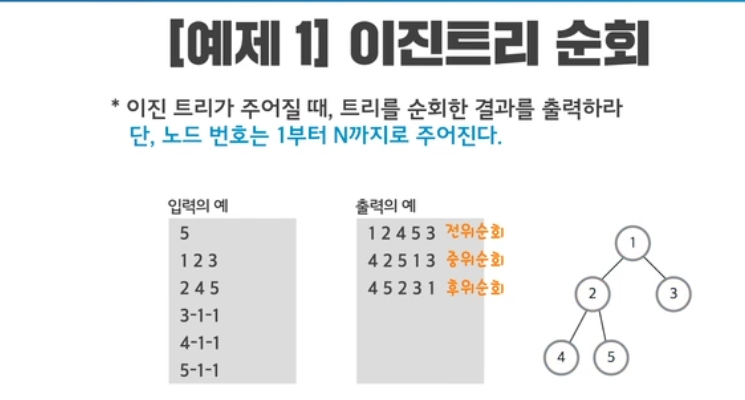 [예제 1] 이진트리 순회
* 이진 트리가 주어질 때, 트리를 순회한 결과를 출력하라
단, 노드 번호는 1부터 N까지로 주어진다.
입력의 예
5
1 2 3
2 4 5
3-1-1
4-1-1
5-1-1
출력의 예
1 2 4 5 3 전위순회
4 2 5 1 3 중위순회
4 5 2 3 1 후위순회
1
2
3
4
5